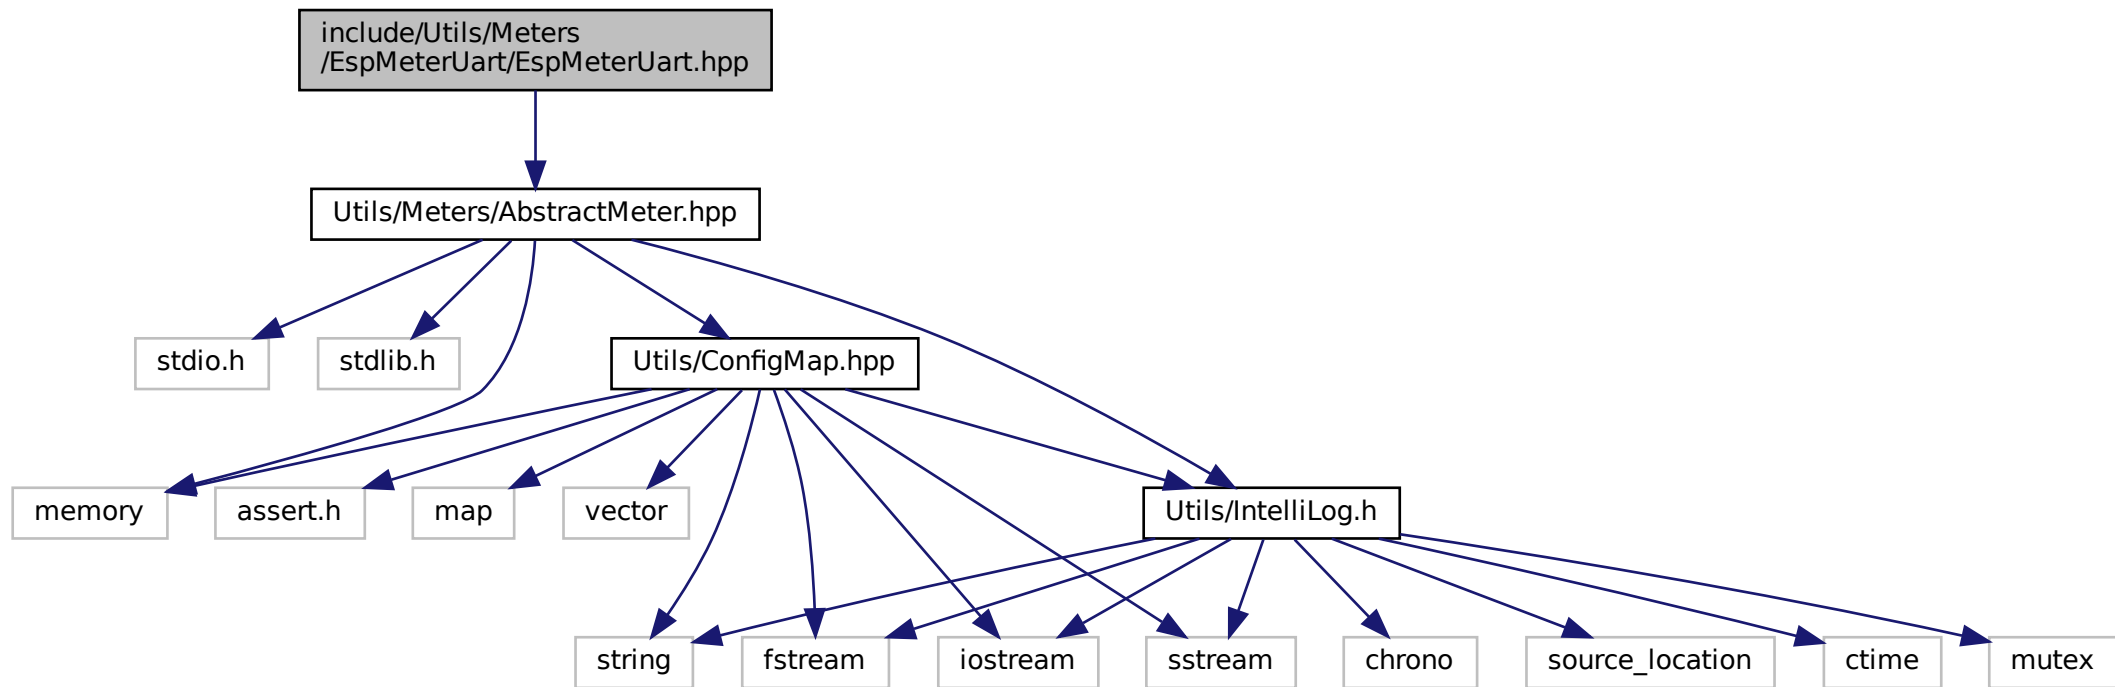 include/Utils/Meters
/EspMeterUart/EspMeterUart.hpp
Utils/Meters/AbstractMeter.hpp
stdio.h
stdlib.h
Utils/ConfigMap.hpp
memory
assert.h
map
vector
Utils/IntelliLog.h
string
fstream
iostream
sstream
chrono
source_location
ctime
mutex